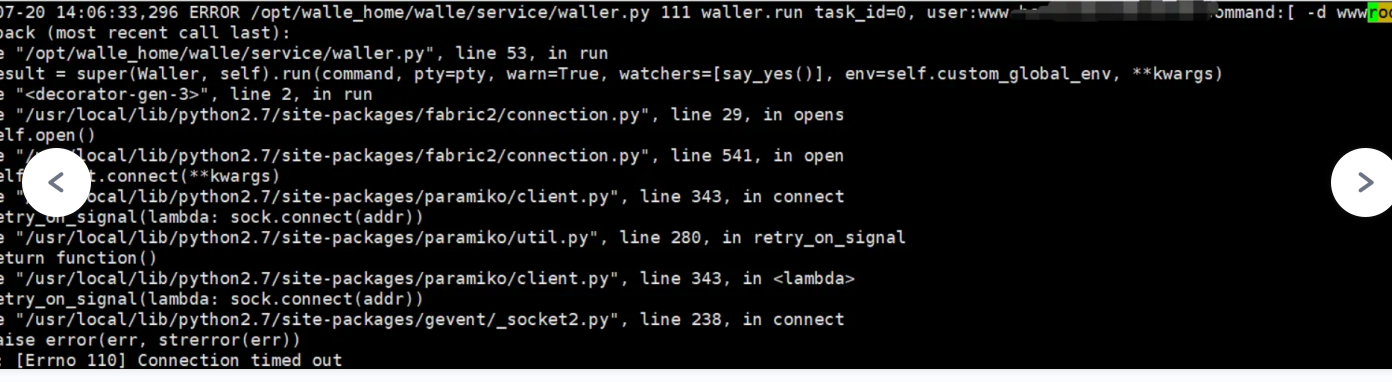 07-20 14:06:33,296 ERROR /opt/walle_home/walle/service/waller.py 111 waller.run task_id=0, user:www ommand:[ -d wwwroo
back (most recent call last):
e "/opt/walle_home/walle/service/waller.py", line 53, in run
esult = super(Waller, self).run(command, pty=pty, warn=True, watchers=[say_yes()], env=self.custom_global_env, **kwargs)
e "<decorator-gen-3>", line 2, in run
e "/usr/local/lib/python2.7/site-packages/fabric2/connection.py", line 29, in opens
elf.open()
e "/ local/lib/python2.7/site-packages/fabric2/connection.py", line 541, in open
elf t.connect(**kwargs)
e "/ local/lib/python2.7/site-packages/paramiko/client.py", line 343, in connect
etry_on_signal(lambda: sock.connect(addr))
e "/usr/local/lib/python2.7/site-packages/paramiko/util.py", line 280, in retry_on_signal
eturn function()
e "/usr/local/lib/python2.7/site-packages/paramiko/client.py", line 343, in <lambda>
etry_on_signal(lambda: sock.connect(addr))
e "/usr/local/lib/python2.7/site-packages/gevent/_socket2.py", line 238, in connect
aise error(err, strerror(err))
: [Errno 110] Connection timed out